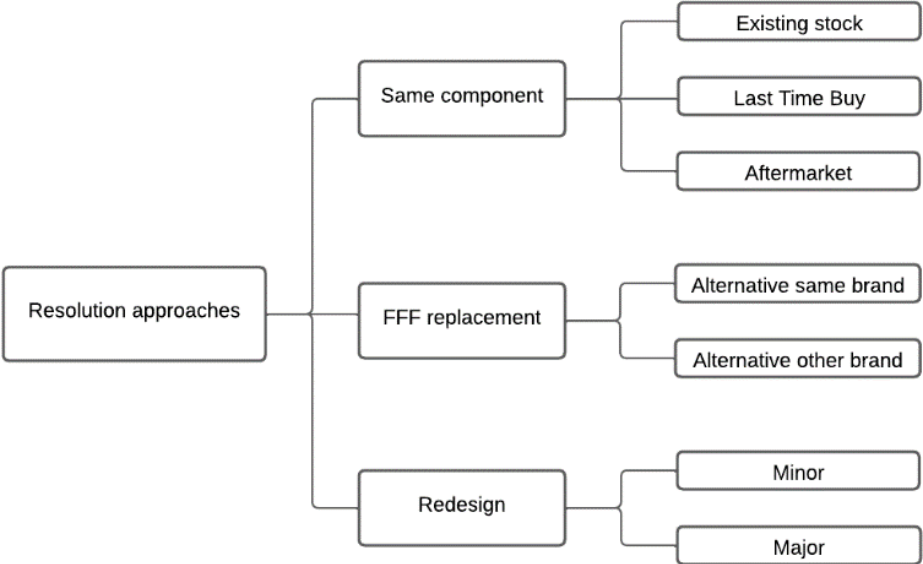 Resolution approaches
Same component
Existing stock
Last Time Buy
Aftermarket
FFF replacement
Alternative same brand
Alternative other brand
Redesign
Minor
Major